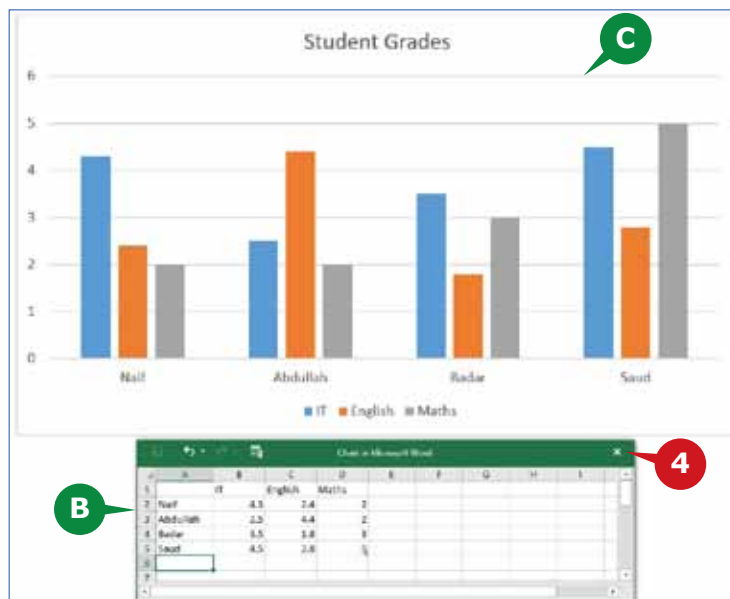 Student Grades
C
6
5
4
3
2
1
0
Naif Abdullah Badar Saud
IT English Maths
Chart in Microsoft Word
4
A B C D E F G H I
1 IT English Maths
2 Naif 4.3 2.4 2
3 Abdullah 2.5 4.4 2
4 Badar 3.5 1.8 3
5 Saud 4.5 2.8 5
6
7
B